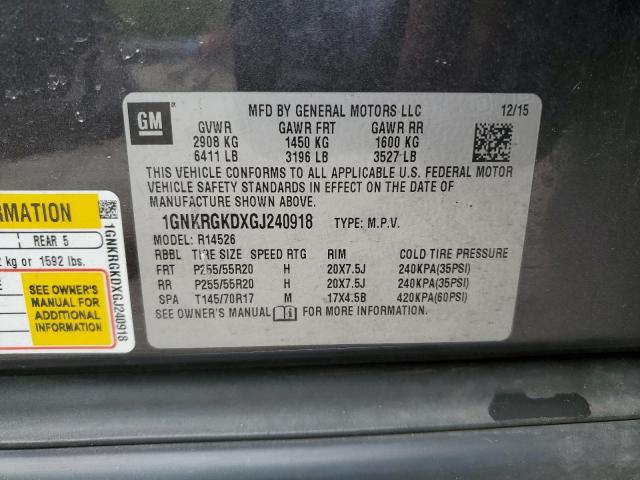 GM
MFD BY GENERAL MOTORS LLC 12/15
GVWR GAWR FRT GAWR RR
2908 KG 1450 KG 1600 KG
6411 LB 3196 LB 3527 LB
THIS VEHICLE CONFORMS TO ALL APPLICABLE U.S. FEDERAL MOTOR
VEHICLE SAFETY STANDARDS IN EFFECT ON THE DATE OF
MANUFACTURE SHOWN ABOVE.
1GNKRGKDXGJ240918 TYPE: M.P.V.
MODEL: R14526
RBBL TIRE SIZE SPEED RTG RIM COLD TIRE PRESSURE
FRT P255/55R20 H 20X7.5J 240KPA(35PSI)
RR P255/55R20 H 20X7.5J 240KPA(35PSI)
SPA T145/70R17 M 17X4.5B 420KPA(60PSI)
SEE OWNER'S MANUAL FOR MORE INFORMATION.
RMATION
REAR 5
kg or 1592 lbs.
SEE OWNER'S
MANUAL FOR
ADDITIONAL
INFORMATION
1GNKRGKDXGJ240918